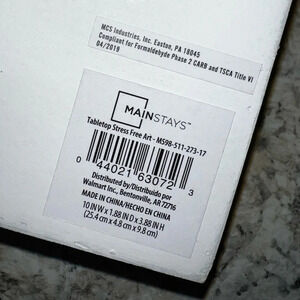 MCS Industries, Inc. Easton, PA 18045
Compliant for Formaldehyde Phase 2 CARB and TSCA Title VI
04/2019
MAINSTAYS™
Tabletop Stress Free Art - MS98-511-273-17
0 44021 63072 3
Distributed by/Distribuido por
Walmart Inc., Bentonville, AR 72716
MADE IN CHINA/HECHO EN CHINA
10 IN W x 1.88 IN D x 3.88 IN H
(25.4 cm x 4.8 cm x 9.8 cm)